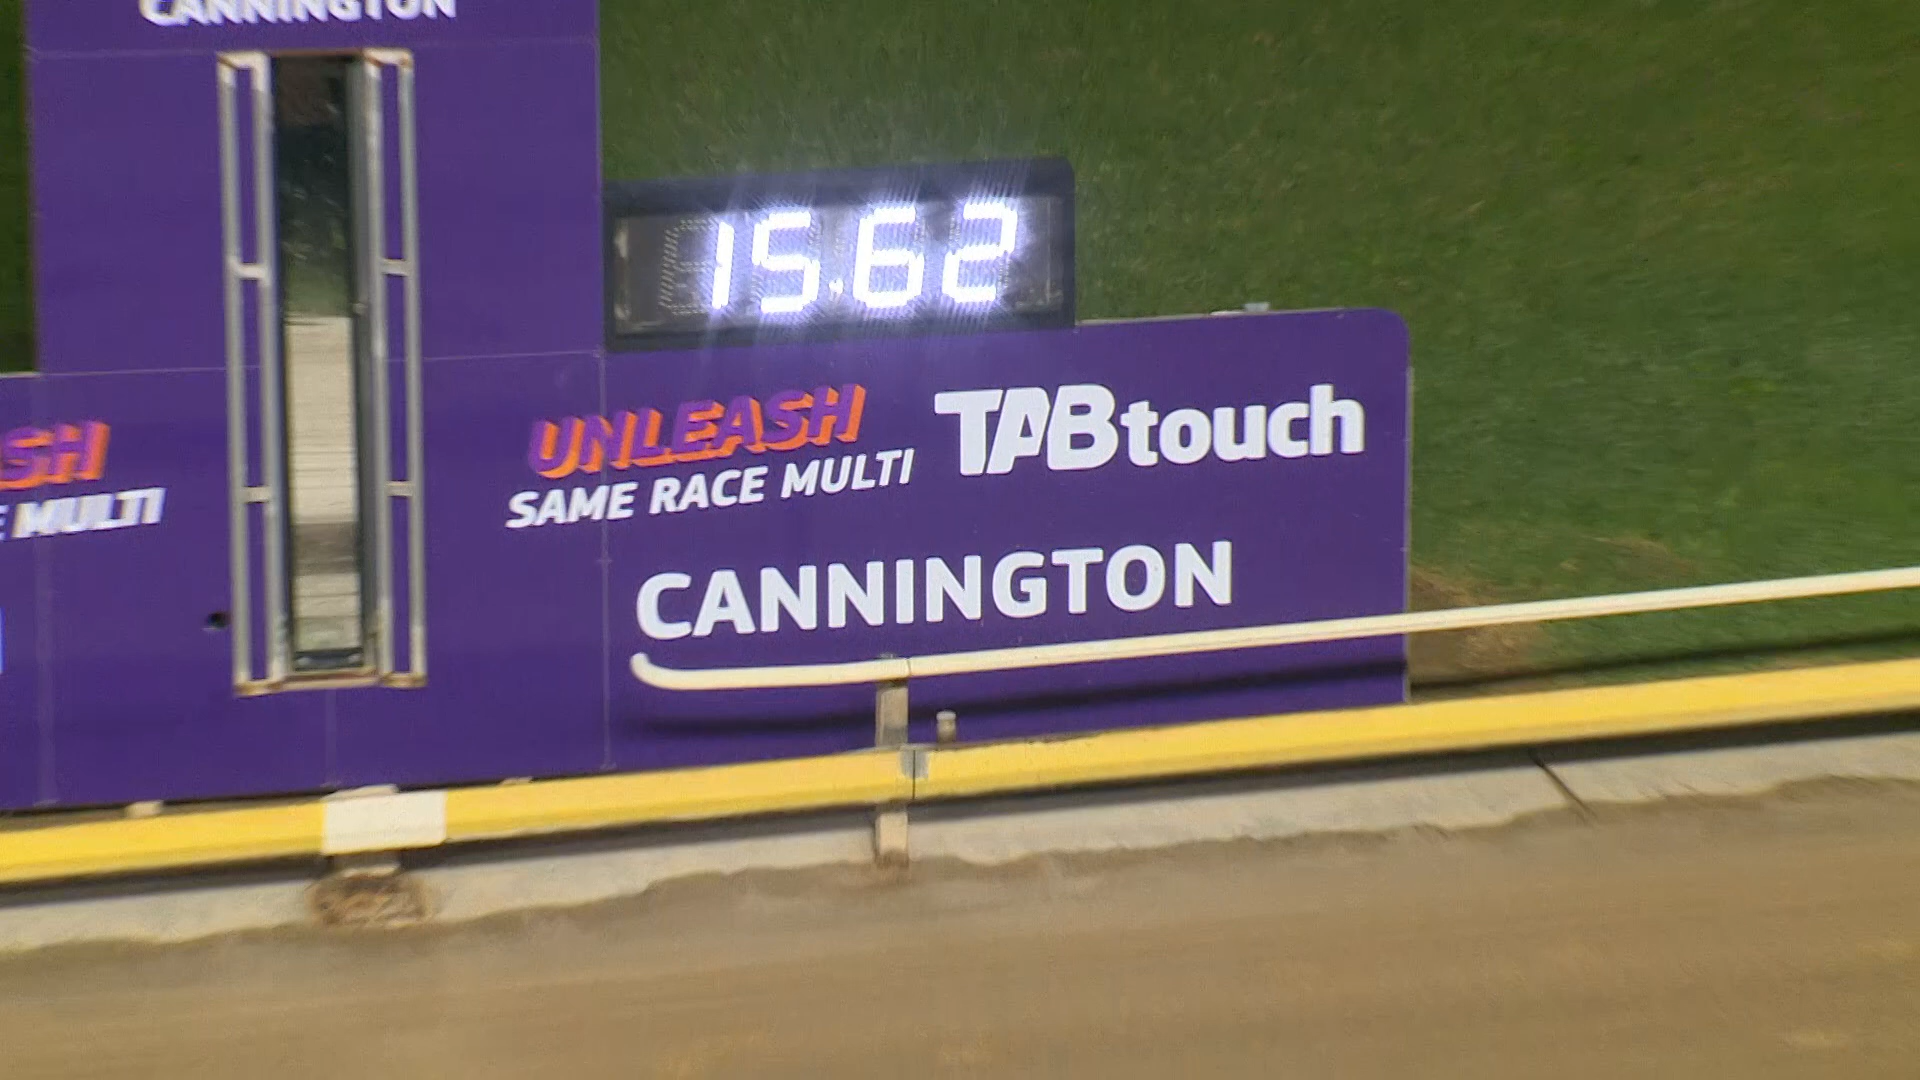 CANNINGTON
15.62
SH
UNLEASH
TABtouch
E MULTI
SAME RACE MULTI
CANNINGTON